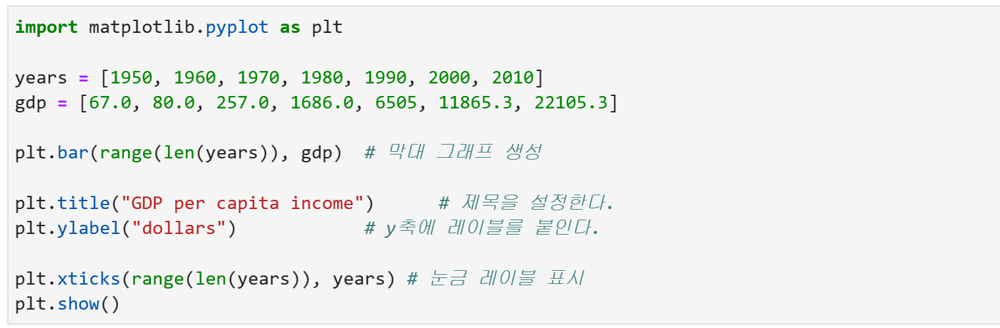 import matplotlib.pyplot as plt
years = [1950, 1960, 1970, 1980, 1990, 2000, 2010]
gdp = [67.0, 80.0, 257.0, 1686.0, 6505, 11865.3, 22105.3]
plt.bar(range(len(years)), gdp)  # 막대 그래프 생성
plt.title("GDP per capita income")      # 제목을 설정한다.
plt.ylabel("dollars")            # y축에 레이블를 붙인다.
plt.xticks(range(len(years)), years) # 눈금 레이블 표시
plt.show()